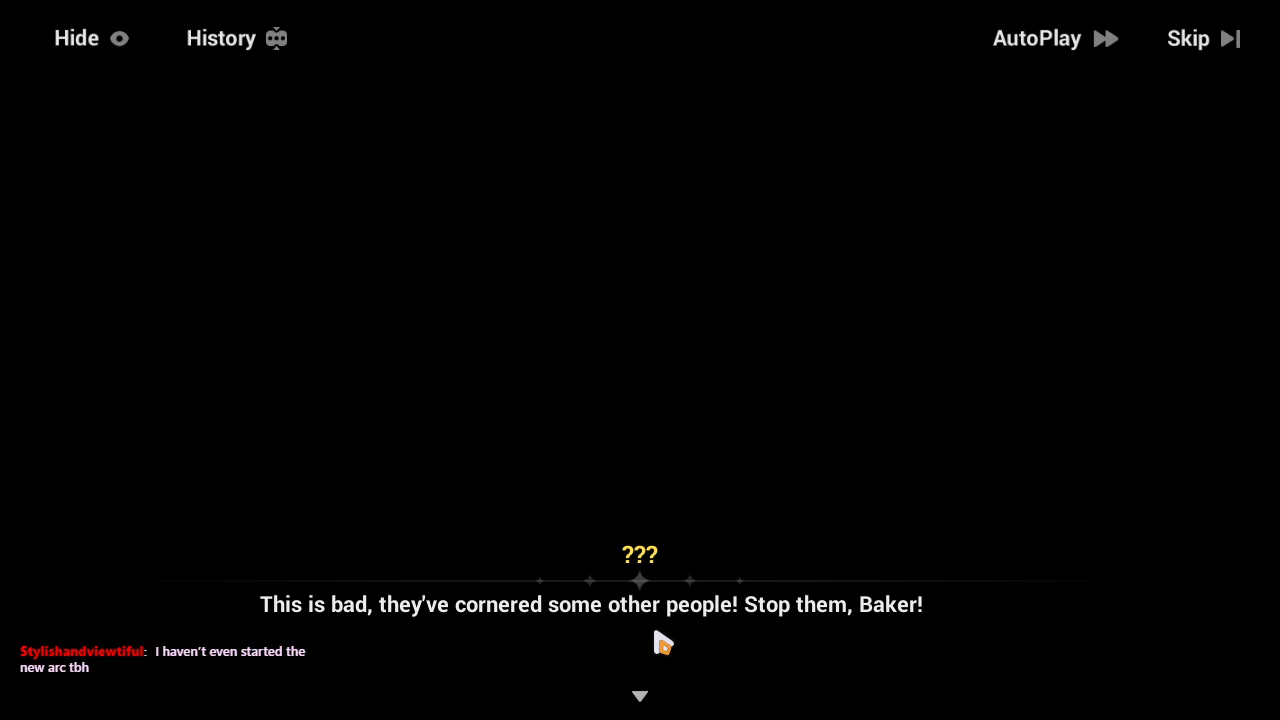 Hide
History
AutoPlay
Skip
???
This is bad, they've cornered some other people! Stop them, Baker!
Stylishandviewtiful: I haven't even started the
new arc tbh